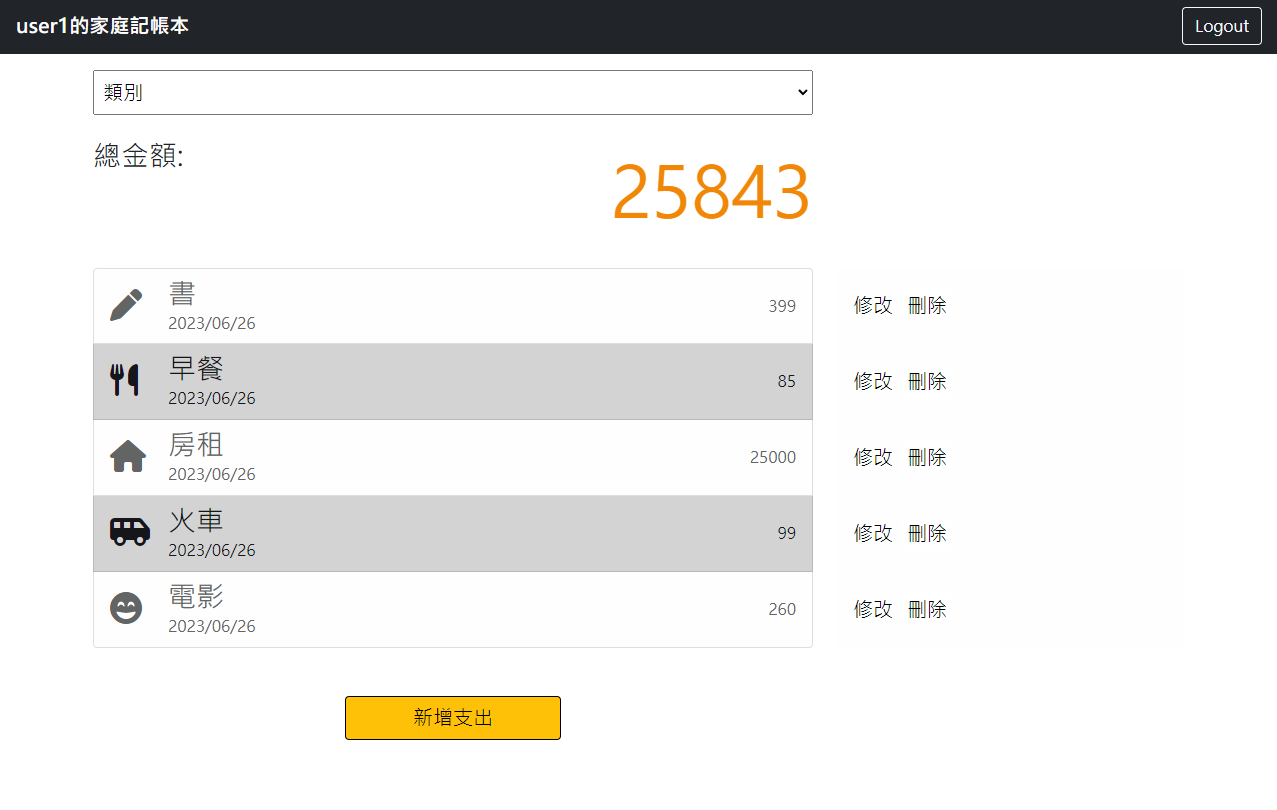 user1的家庭記帳本
Logout
類別
總金額:
25843
書
2023/06/26
399
修改 刪除
早餐
2023/06/26
85
修改 刪除
房租
2023/06/26
25000
修改 刪除
火車
2023/06/26
99
修改 刪除
電影
2023/06/26
260
修改 刪除
新增支出